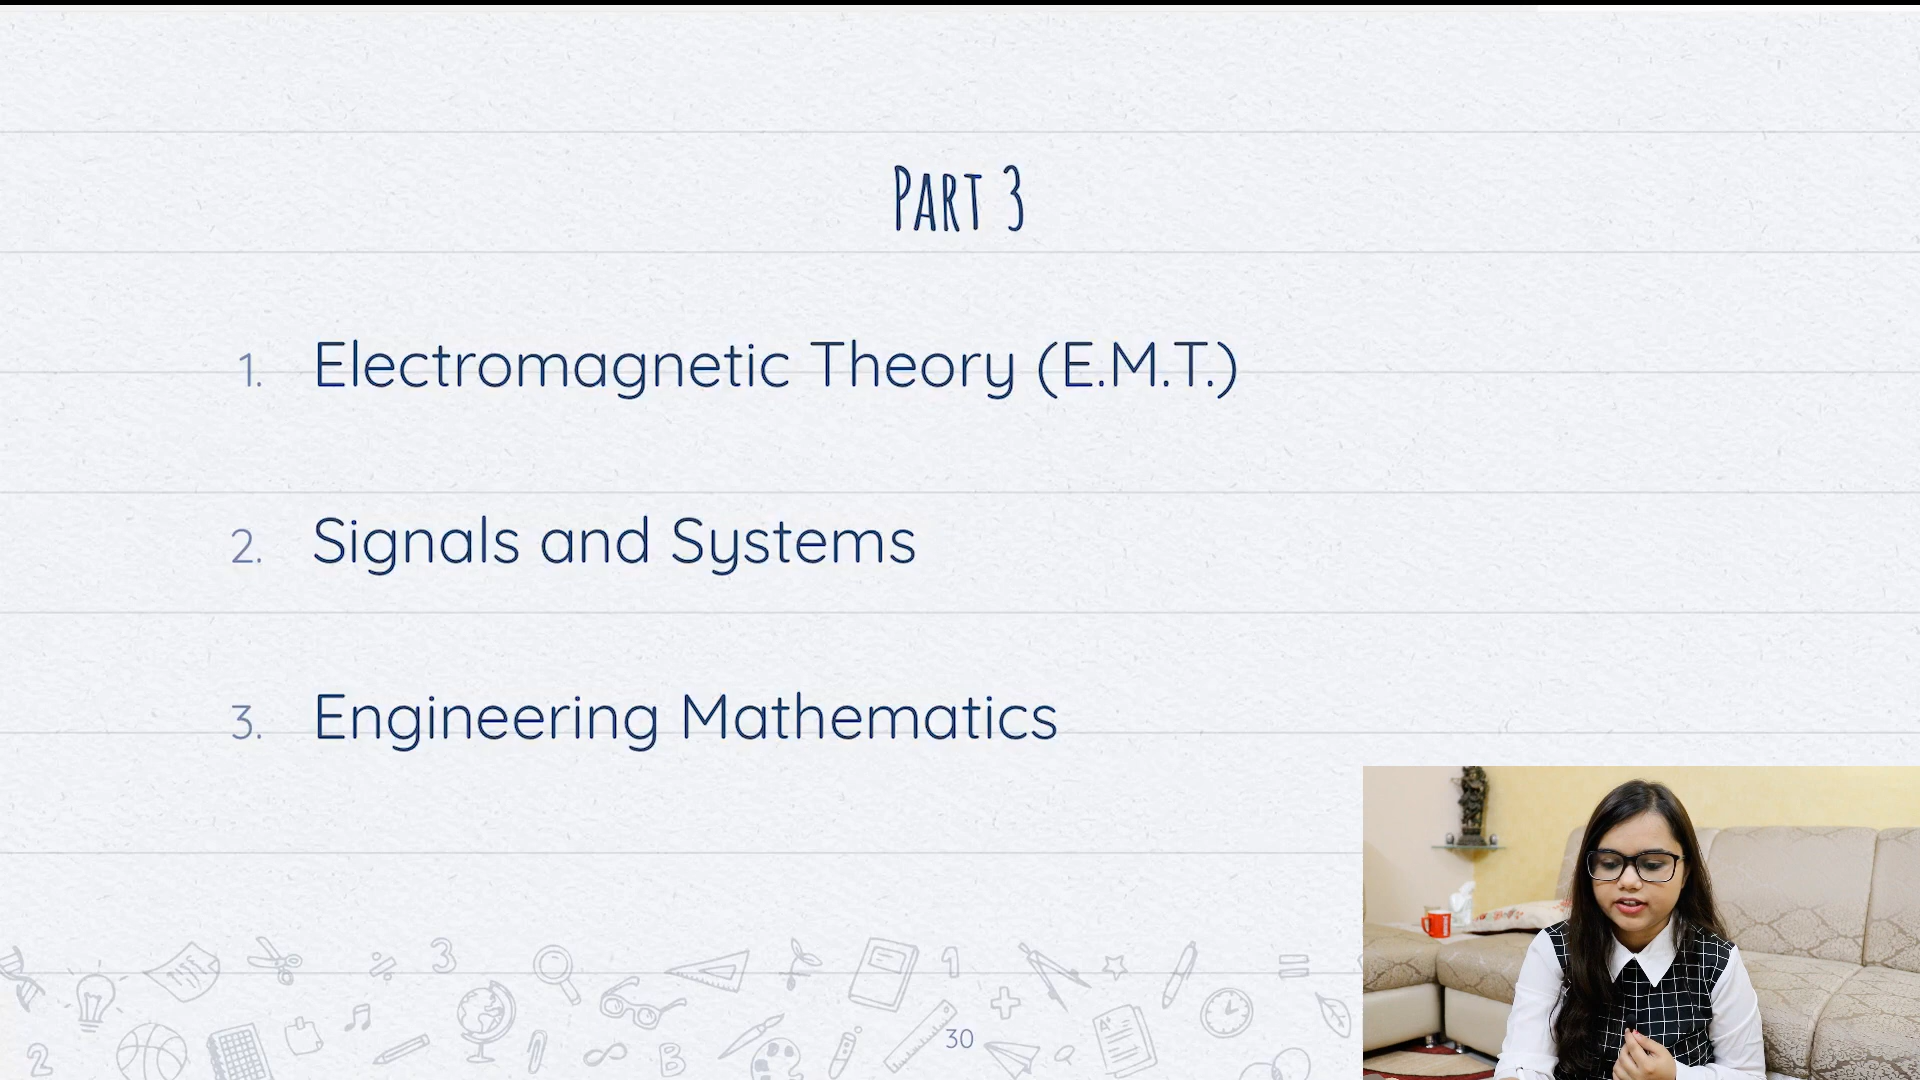 PART 3
1. Electromagnetic Theory (E.M.T.)
2. Signals and Systems
3. Engineering Mathematics
30